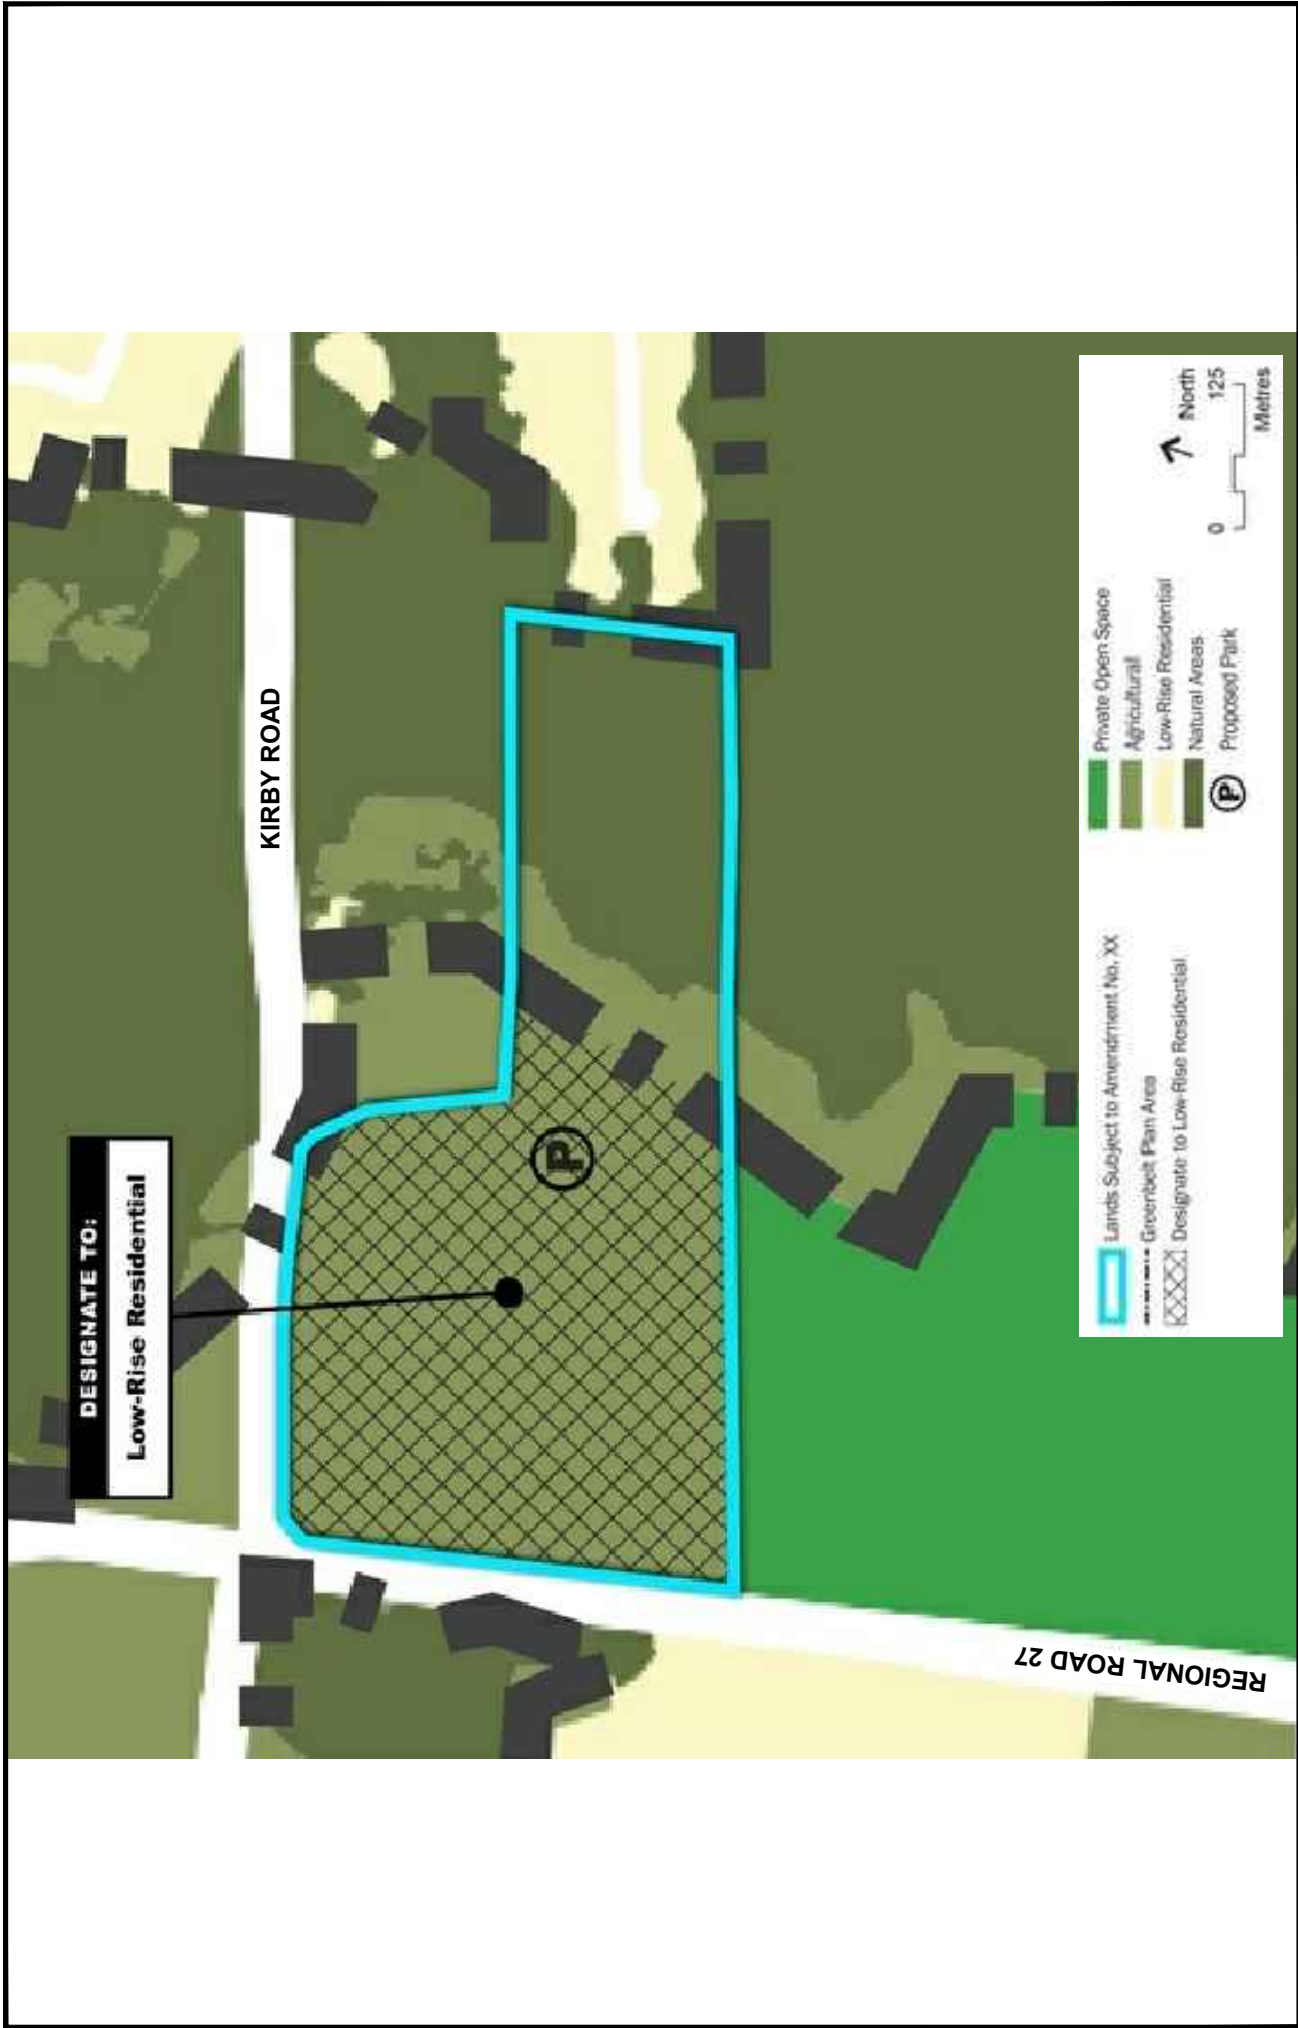 DESIGNATE TO:
Low-Rise Residential
KIRBY ROAD
P
REGIONAL ROAD 27
Lands Subject to Amendment No. XX
Greenbelt Plan Area
Designate to Low-Rise Residential
Private Open Space
Agricultural
Low-Rise Residential
Natural Areas
P Proposed Park
North
0 125
Metres